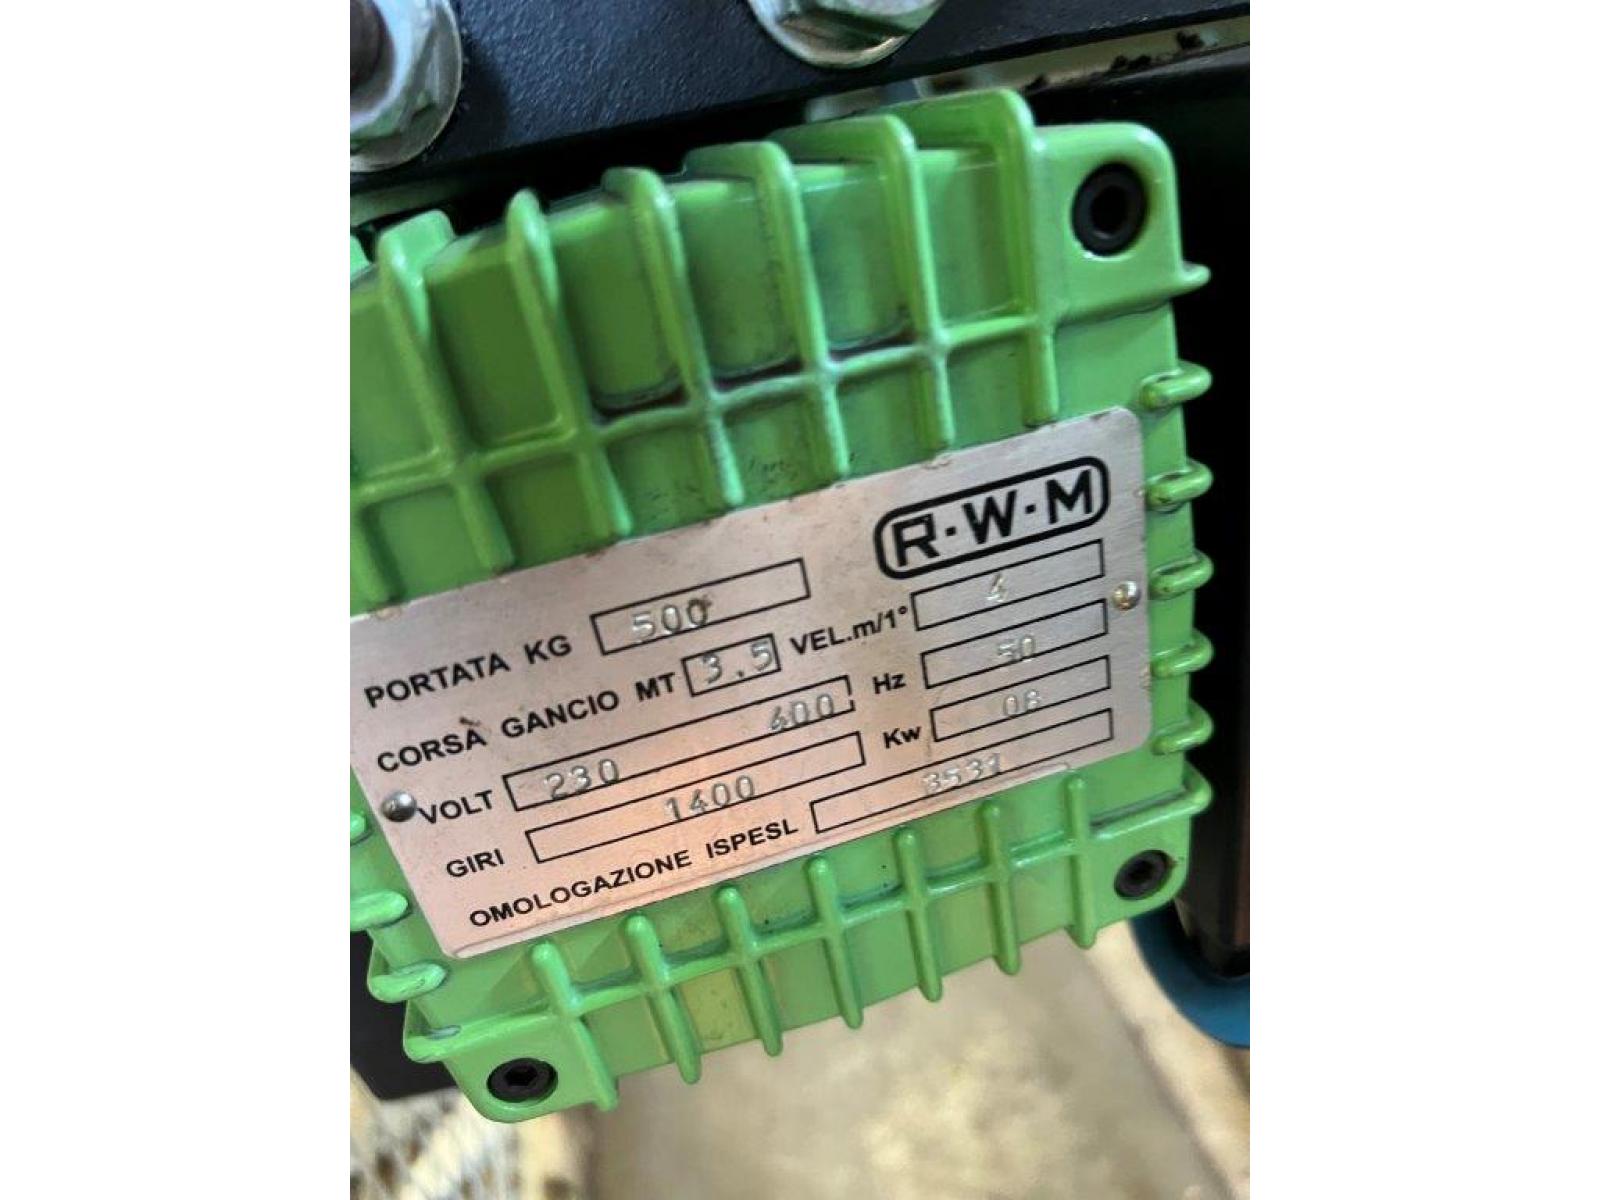 R·W·M
PORTATA KG 500
CORSA GANCIO MT 3.5 VEL.m/1° 4
VOLT 230 400 Hz 50
GIRI 1400 Kw 08
OMOLOGAZIONE ISPESL 3531